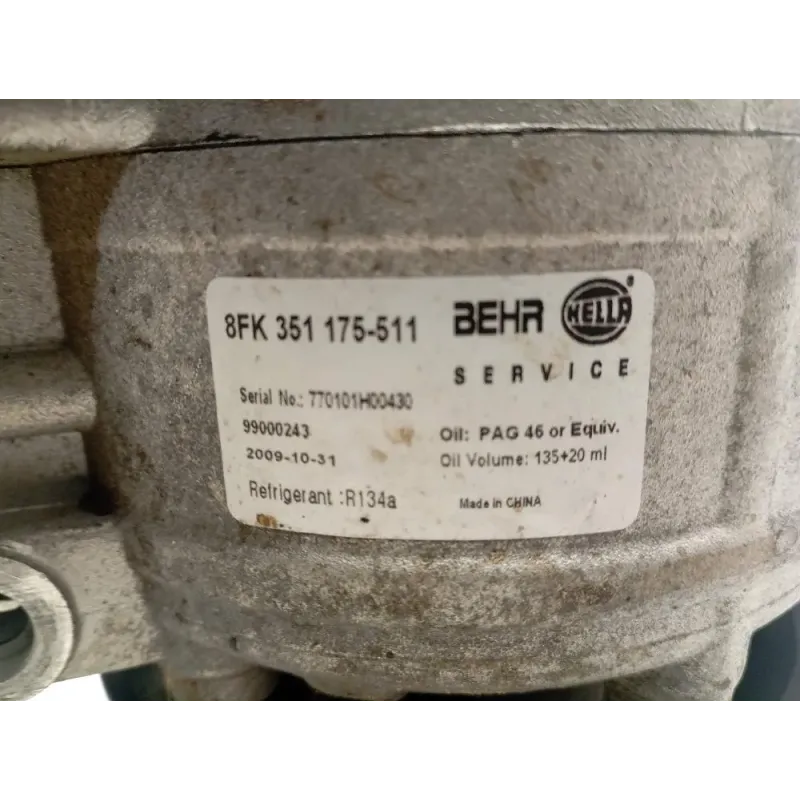 8FK 351 175-511
BEHR HELLA®
SERVICE
Serial No.: 770101H00430
99000243
2009-10-31
Refrigerant :R134a
Oil: PAG 46 or Equiv.
Oil Volume: 135+20 ml
Made in CHINA